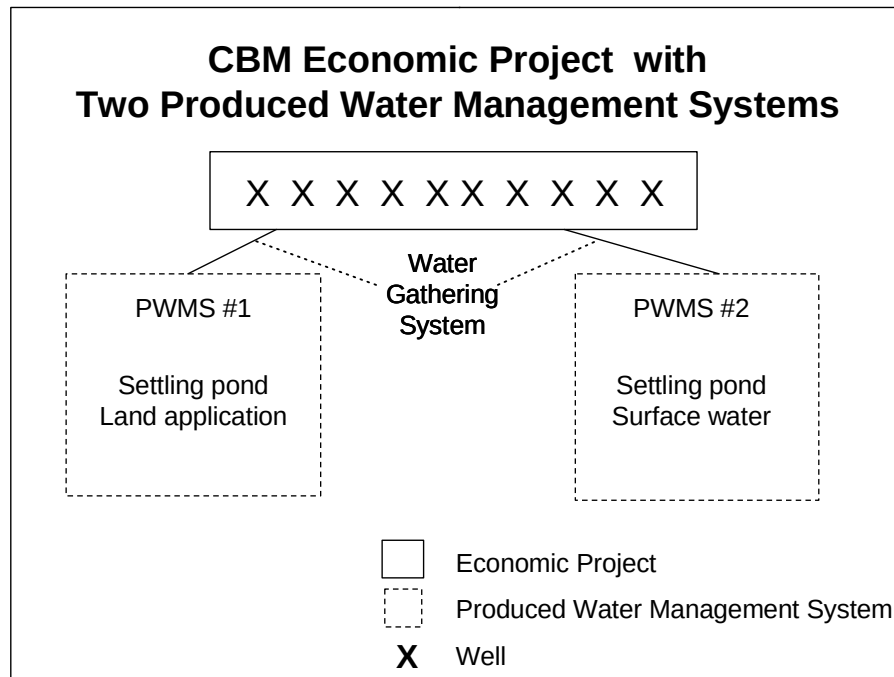 CBM Economic Project with
Two Produced Water Management Systems
X X X X X X X X X X
Water
Gathering
System
PWMS #1
Settling pond
Land application
PWMS #2
Settling pond
Surface water
Economic Project
Produced Water Management System
X Well